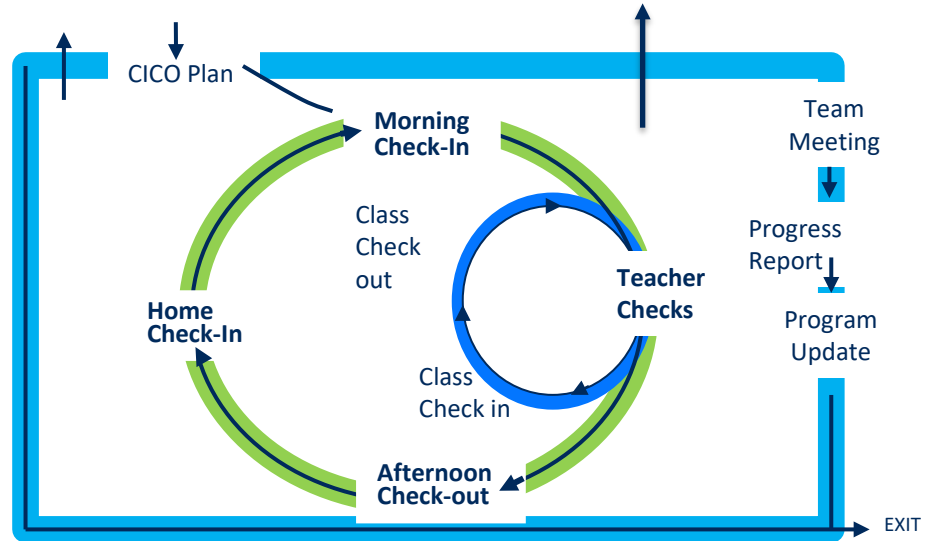 CICO Plan
Morning
Check-In
Team
Meeting
Class
Check
out
Progress
Report
Teacher
Checks
Home
Check-In
Program
Update
Class
Check in
Afternoon
Check-out
EXIT